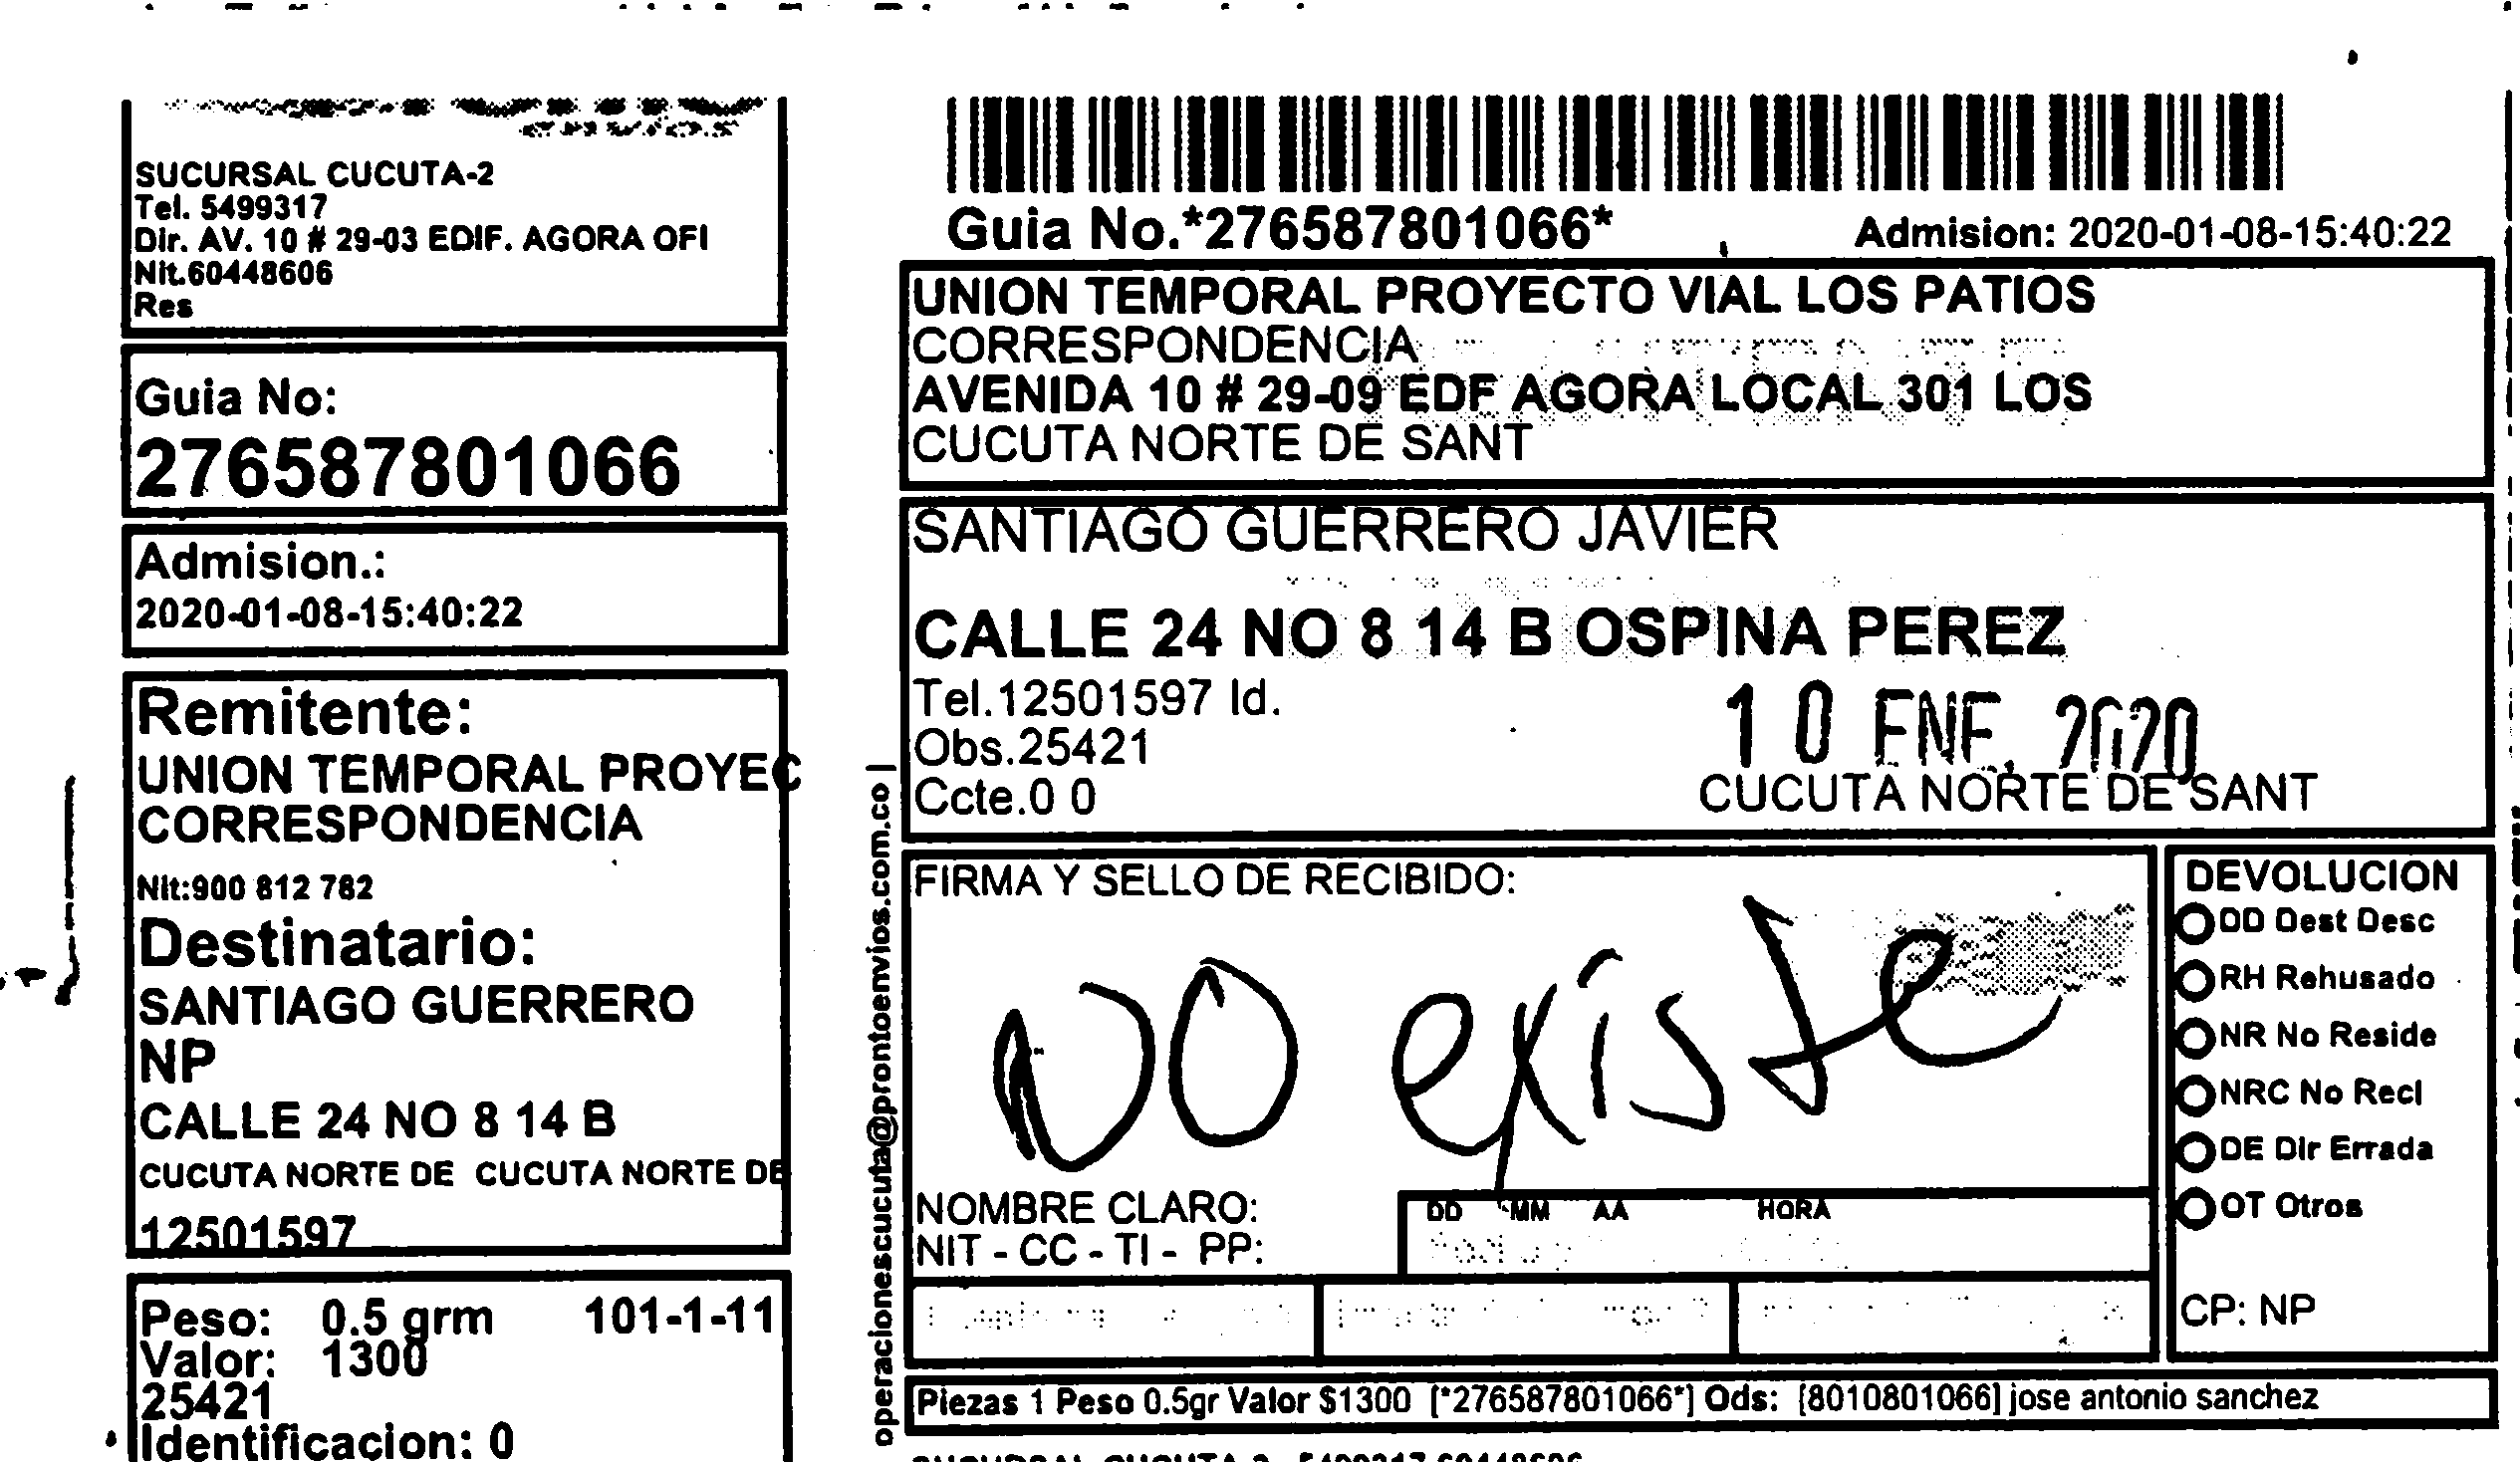 SUCURSAL CUCUTA-2
Tel. 5499317
Dir. AV. 10 # 29-03 EDIF. AGORA OFI
Nit.60448606
Res
Guia No:
276587801066
Admision.:
2020-01-08-15:40:22
Remitente:
UNION TEMPORAL PROYEC
CORRESPONDENCIA
Nit:900 812 782
Destinatario:
SANTIAGO GUERRERO
NP
CALLE 24 NO 8 14 B
CUCUTA NORTE DE CUCUTA NORTE DE
12501597
Peso: 0.5 grm 101-1-11
Valor: 1300
25421
Identificacion: 0
operacionescucuta@prontoenvios.com.co |
Guia No.*276587801066* Admision: 2020-01-08-15:40:22
UNION TEMPORAL PROYECTO VIAL LOS PATIOS
CORRESPONDENCIA
AVENIDA 10 # 29-09 EDF AGORA LOCAL 301 LOS
CUCUTA NORTE DE SANT
SANTIAGO GUERRERO JAVIER
CALLE 24 NO 8 14 B OSPINA PEREZ
Tel.12501597 Id.
Obs.25421
10 ENE. 2020
Ccte.0 0 CUCUTA NORTE DE SANT
FIRMA Y SELLO DE RECIBIDO:
NO existe
NOMBRE CLARO:
NIT - CC - TI - PP:
DD MM AA HORA
DEVOLUCION
DD Dest Desc
RH Rehusado
NR No Reside
NRC No Recl
DE Dir Errada
OT Otros
CP: NP
Piezas 1 Peso 0.5gr Valor $1300 [*276587801066*] Ods: [8010801066] jose antonio sanchez
SUCURSAL CUCUTA-2 5499317 60448606